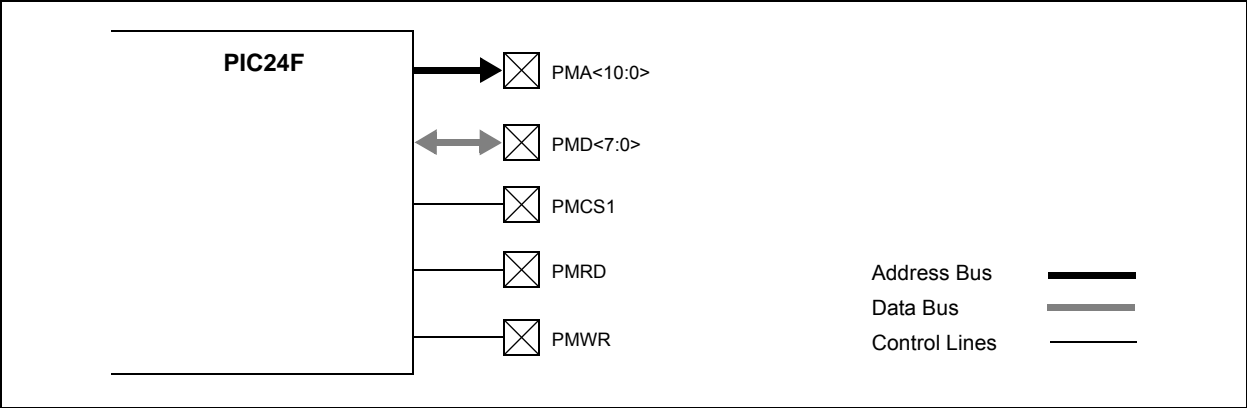 PIC24F
PMA<10:0>
PMD<7:0>
PMCS1
PMRD
PMWR
Address Bus
Data Bus
Control Lines